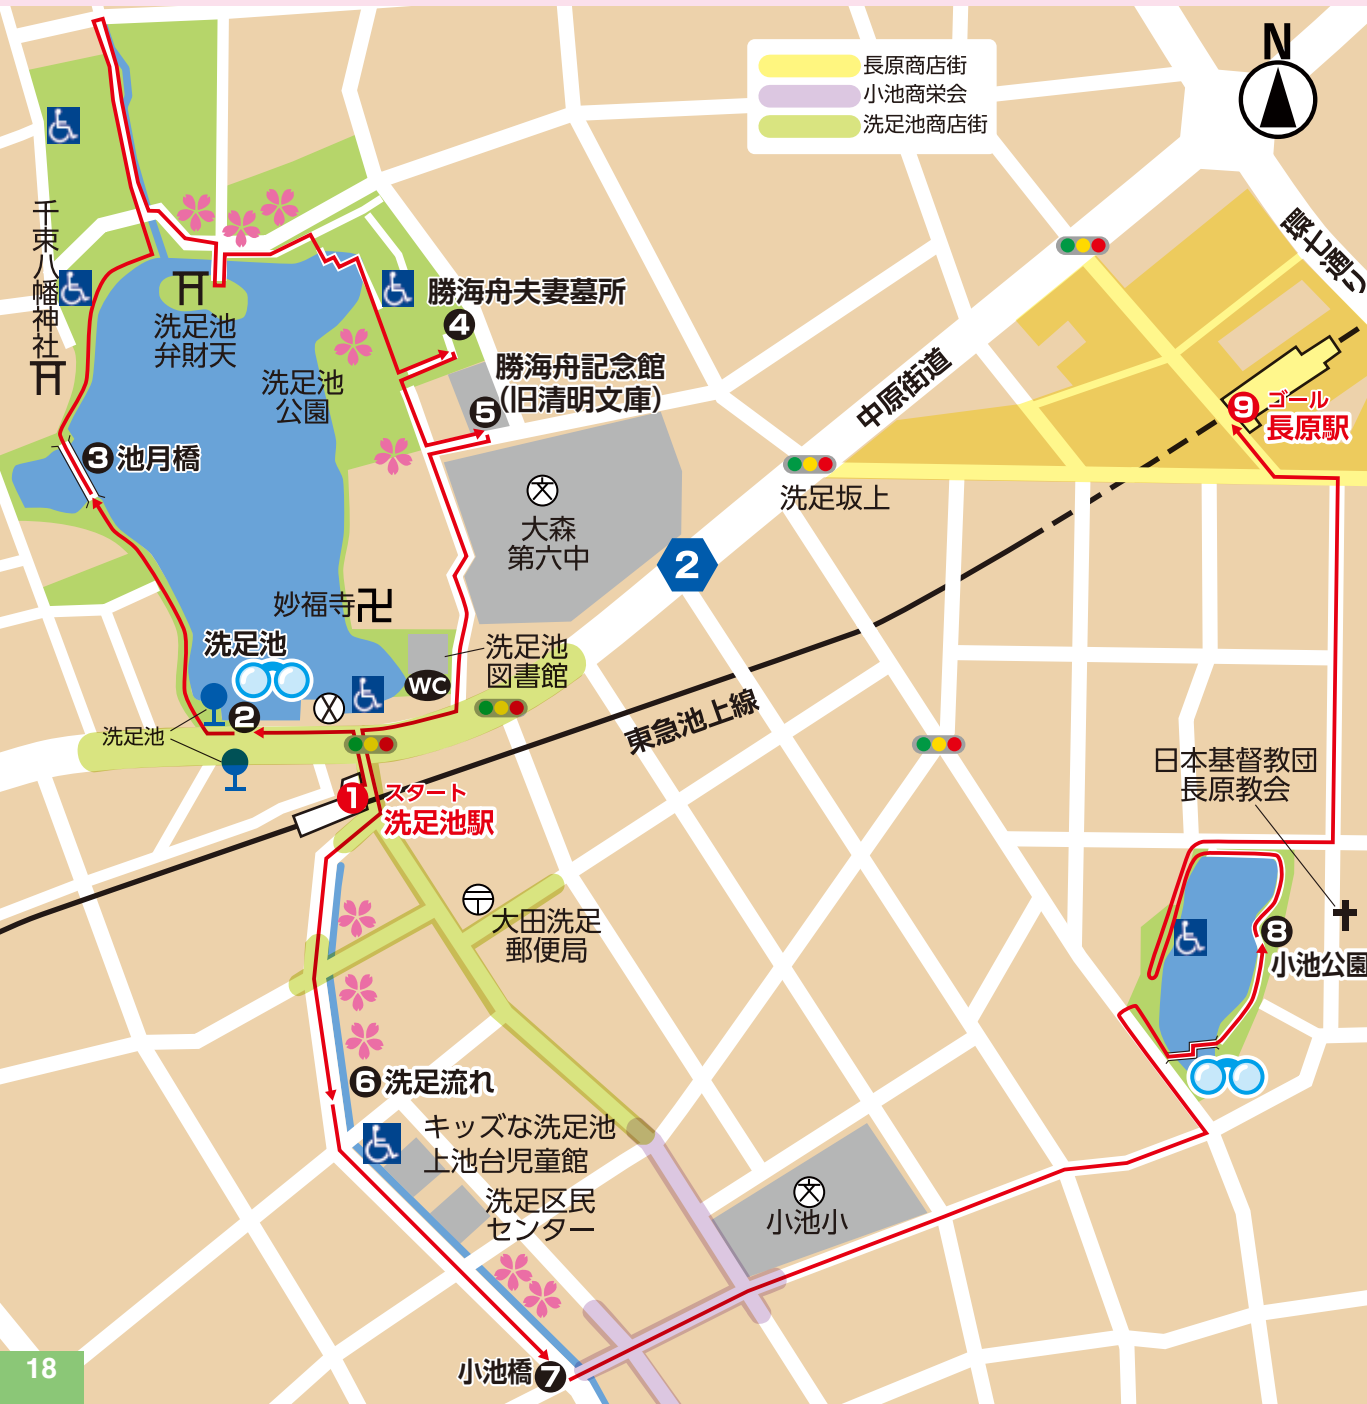 N
長原商店街
小池商栄会
洗足池商店街
環七通り
千束八幡神社
洗足池
弁財天
洗足池
公園
勝海舟夫妻墓所
4
勝海舟記念館
5
(旧清明文庫)
中原街道
9
ゴール
長原駅
3 池月橋
文
大森
第六中
洗足坂上
2
妙福寺
洗足池
洗足池
図書館
WC
2
洗足池
東急池上線
1
スタート
洗足池駅
日本基督教団
長原教会
大田洗足
郵便局
8
小池公園
6 洗足流れ
キッズな洗足池
上池台児童館
洗足区民
センター
文
小池小
小池橋 7
18